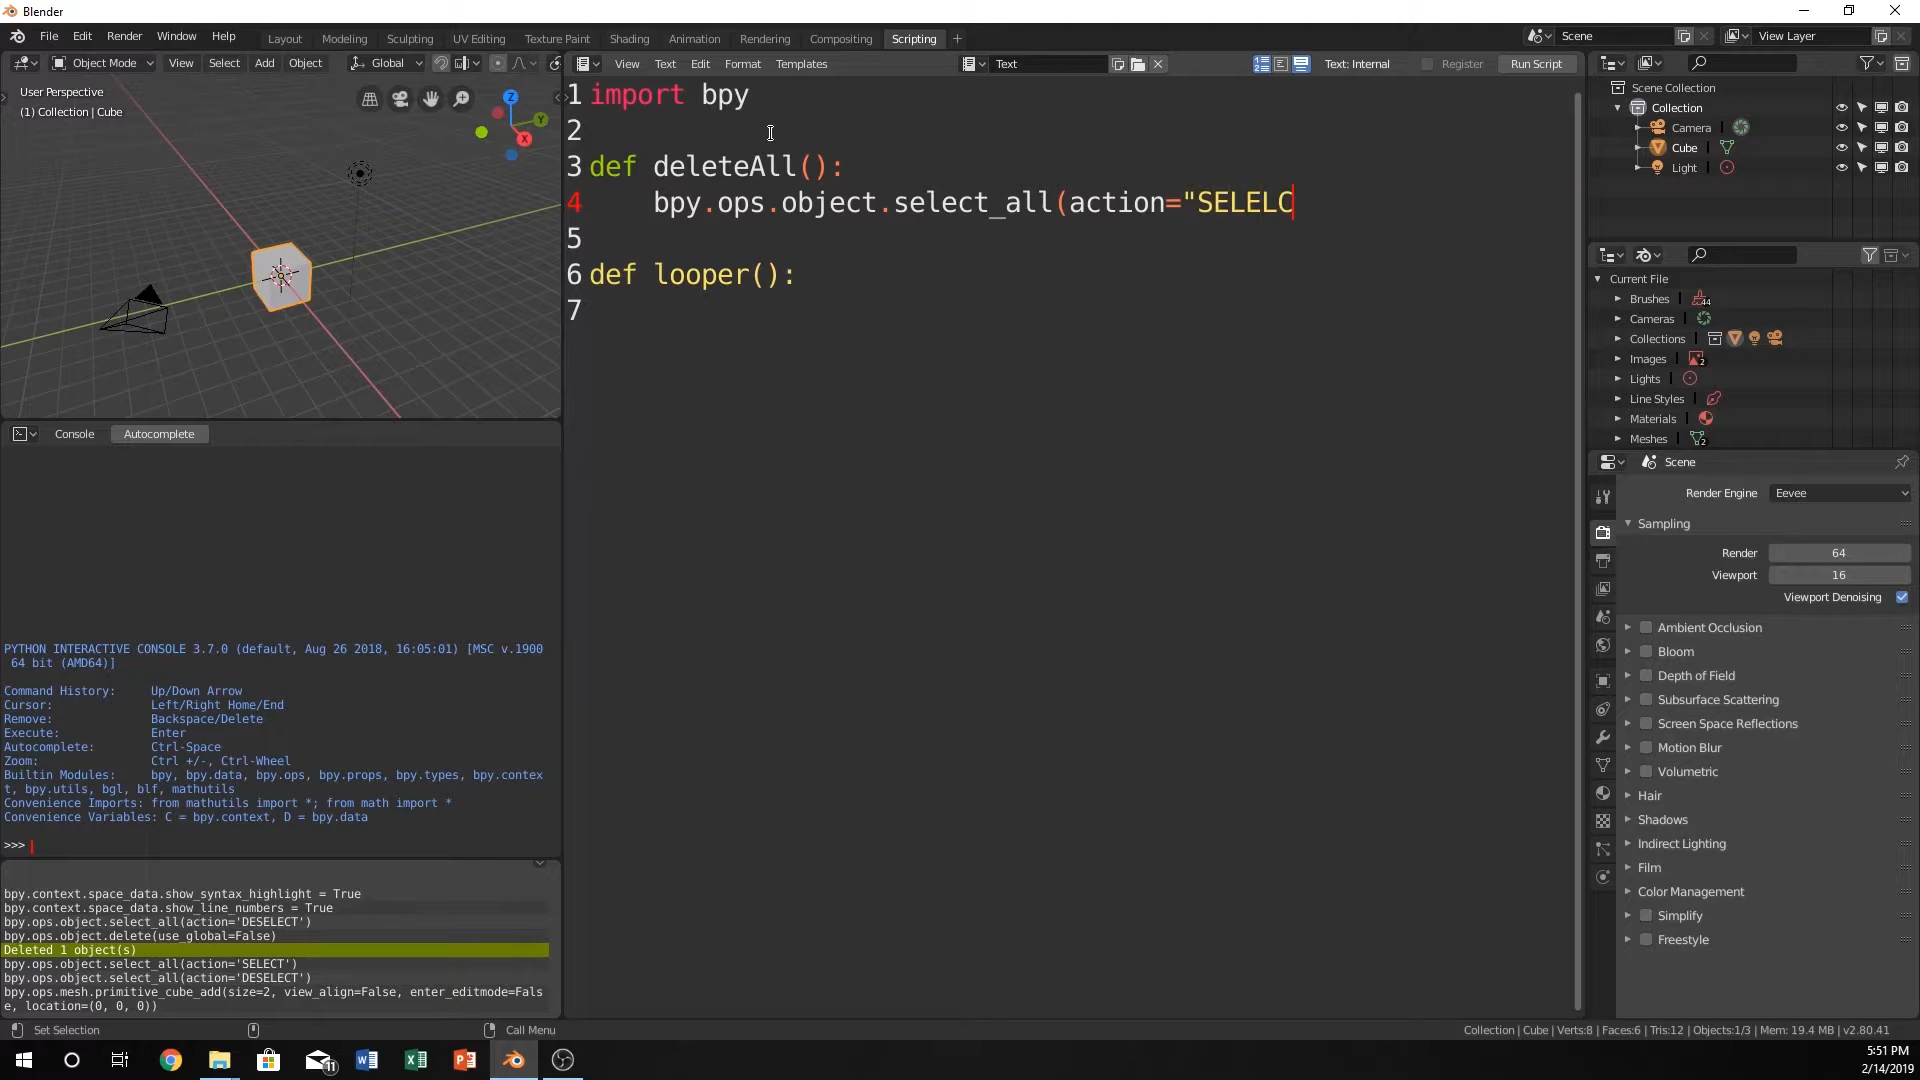 Blender
File Edit Render Window Help Layout Modeling Sculpting UV Editing Texture Paint Shading Animation Rendering Compositing Scripting + Scene View Layer
Object Mode View Select Add Object Global
View Text Edit Format Templates Text Text: Internal Register Run Script
User Perspective
(1) Collection | Cube
Z
Y
X
1 import bpy
2
3 def deleteAll():
4 bpy.ops.object.select_all(action="SELELC
5
6 def looper():
7
Scene Collection
Collection
Camera
Cube
Light
Current File
Brushes 44
Cameras
Collections
Images 2
Lights
Line Styles
Materials
Meshes 2
Scene
Render Engine Eevee
Sampling
Render 64
Viewport 16
Viewport Denoising
Ambient Occlusion
Bloom
Depth of Field
Subsurface Scattering
Screen Space Reflections
Motion Blur
Volumetric
Hair
Shadows
Indirect Lighting
Film
Color Management
Simplify
Freestyle
Console Autocomplete
PYTHON INTERACTIVE CONSOLE 3.7.0 (default, Aug 26 2018, 16:05:01) [MSC v.1900
64 bit (AMD64)]
Command History: Up/Down Arrow
Cursor: Left/Right Home/End
Remove: Backspace/Delete
Execute: Enter
Autocomplete: Ctrl-Space
Zoom: Ctrl +/-, Ctrl-Wheel
Builtin Modules: bpy, bpy.data, bpy.ops, bpy.props, bpy.types, bpy.contex
t, bpy.utils, bgl, blf, mathutils
Convenience Imports: from mathutils import *; from math import *
Convenience Variables: C = bpy.context, D = bpy.data
>>>
bpy.context.space_data.show_syntax_highlight = True
bpy.context.space_data.show_line_numbers = True
bpy.ops.object.select_all(action='DESELECT')
bpy.ops.object.delete(use_global=False)
Deleted 1 object(s)
bpy.ops.object.select_all(action='SELECT')
bpy.ops.object.select_all(action='DESELECT')
bpy.ops.mesh.primitive_cube_add(size=2, view_align=False, enter_editmode=Fals
e, location=(0, 0, 0))
Set Selection Call Menu Collection | Cube | Verts:8 | Faces:6 | Tris:12 | Objects:1/3 | Mem: 19.4 MB | v2.80.41
11
5:51 PM
2/14/2019